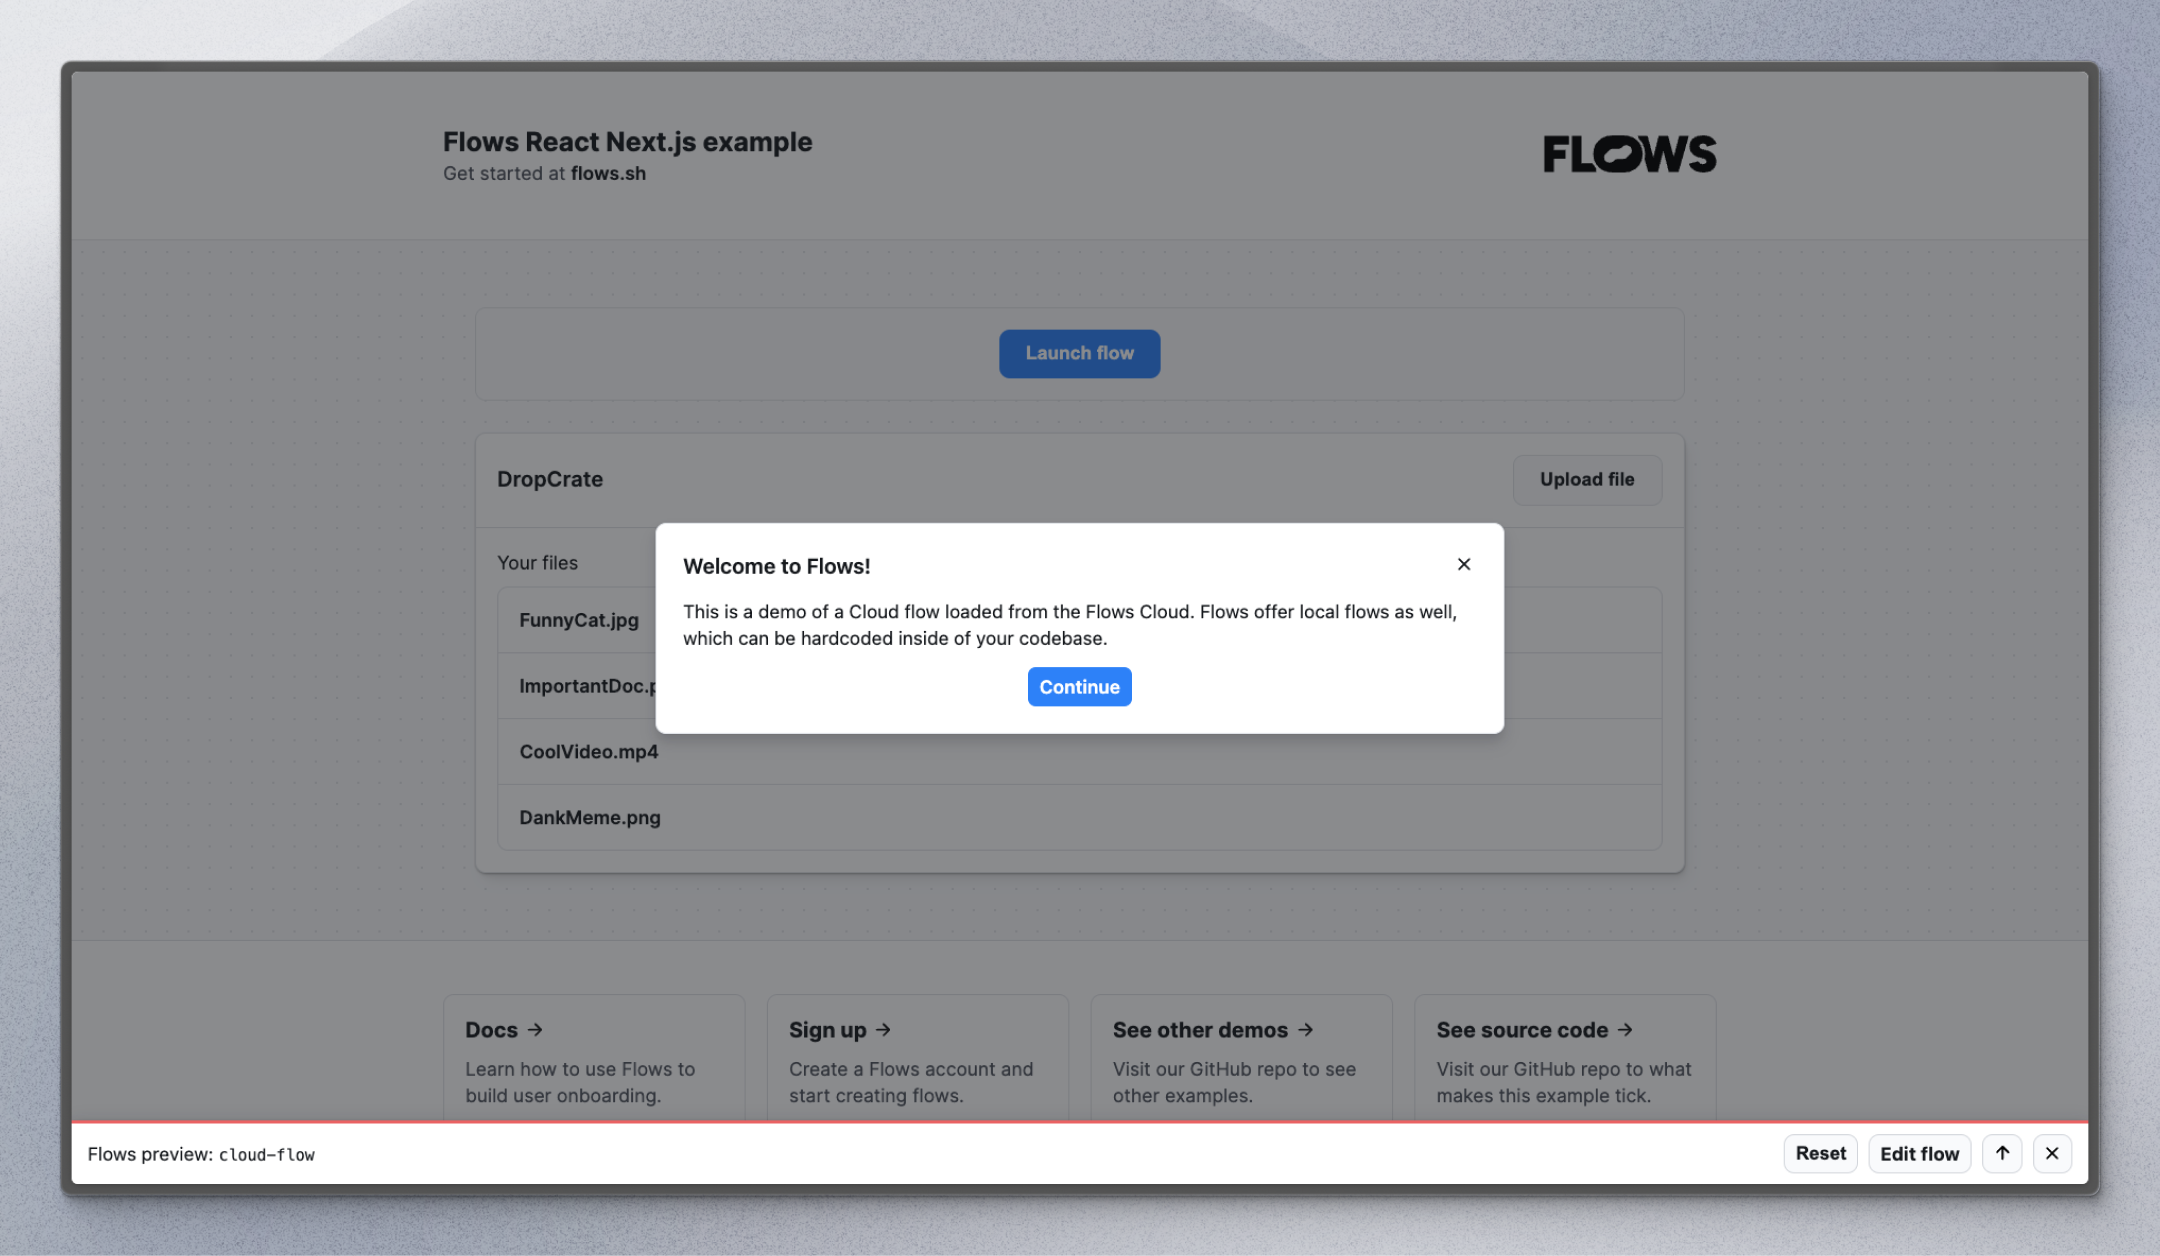 Flows React Next.js example
Get started at flows.sh
FLOWS
Launch flow
DropCrate
Upload file
Your files
Welcome to Flows!
This is a demo of a Cloud flow loaded from the Flows Cloud. Flows offer local flows as well,
which can be hardcoded inside of your codebase.
Continue
FunnyCat.jpg
ImportantDoc.p
CoolVideo.mp4
DankMeme.png
Docs →
Learn how to use Flows to
build user onboarding.
Sign up →
Create a Flows account and
start creating flows.
See other demos →
Visit our GitHub repo to see
other examples.
See source code →
Visit our GitHub repo to what
makes this example tick.
Flows preview: cloud-flow
Reset
Edit flow